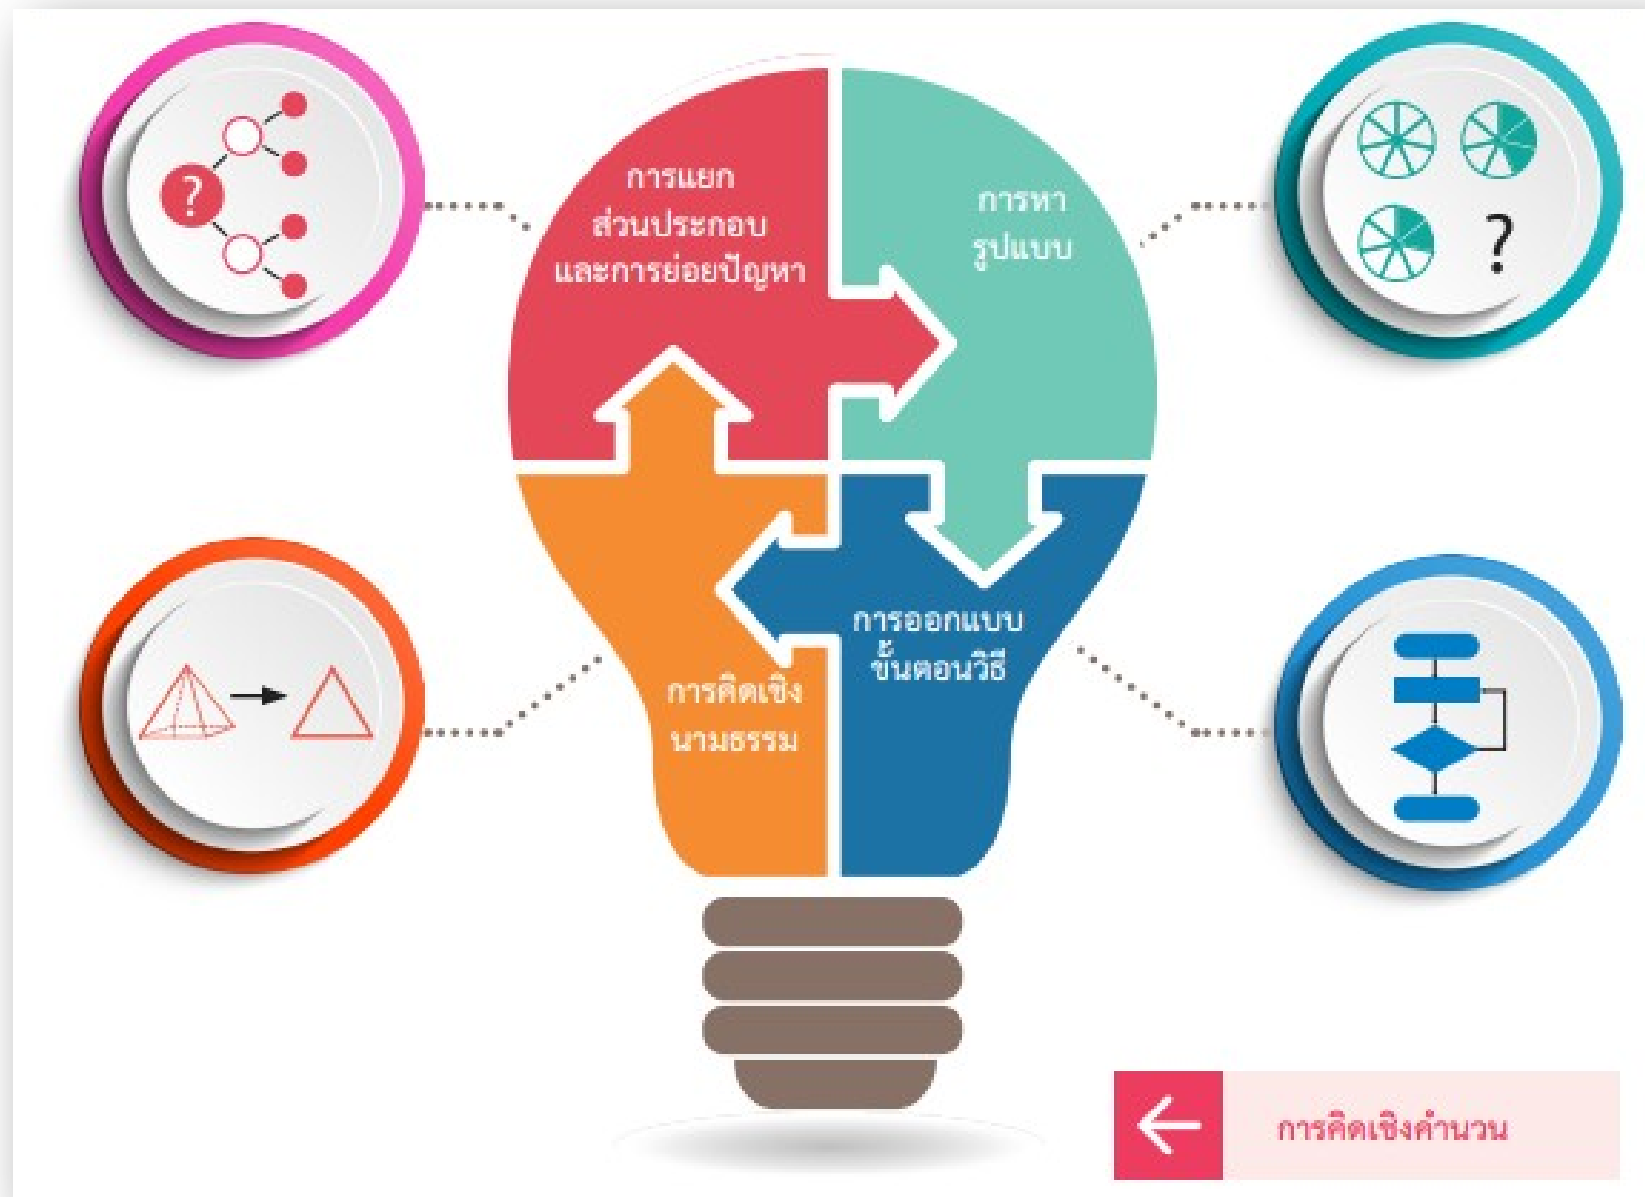 การแยก
ส่วนประกอบ
และการย่อยปัญหา
การหา
รูปแบบ
?
?
การออกแบบ
ขั้นตอนวิธี
การคิดเชิง
นามธรรม
การคิดเชิงคำนวน